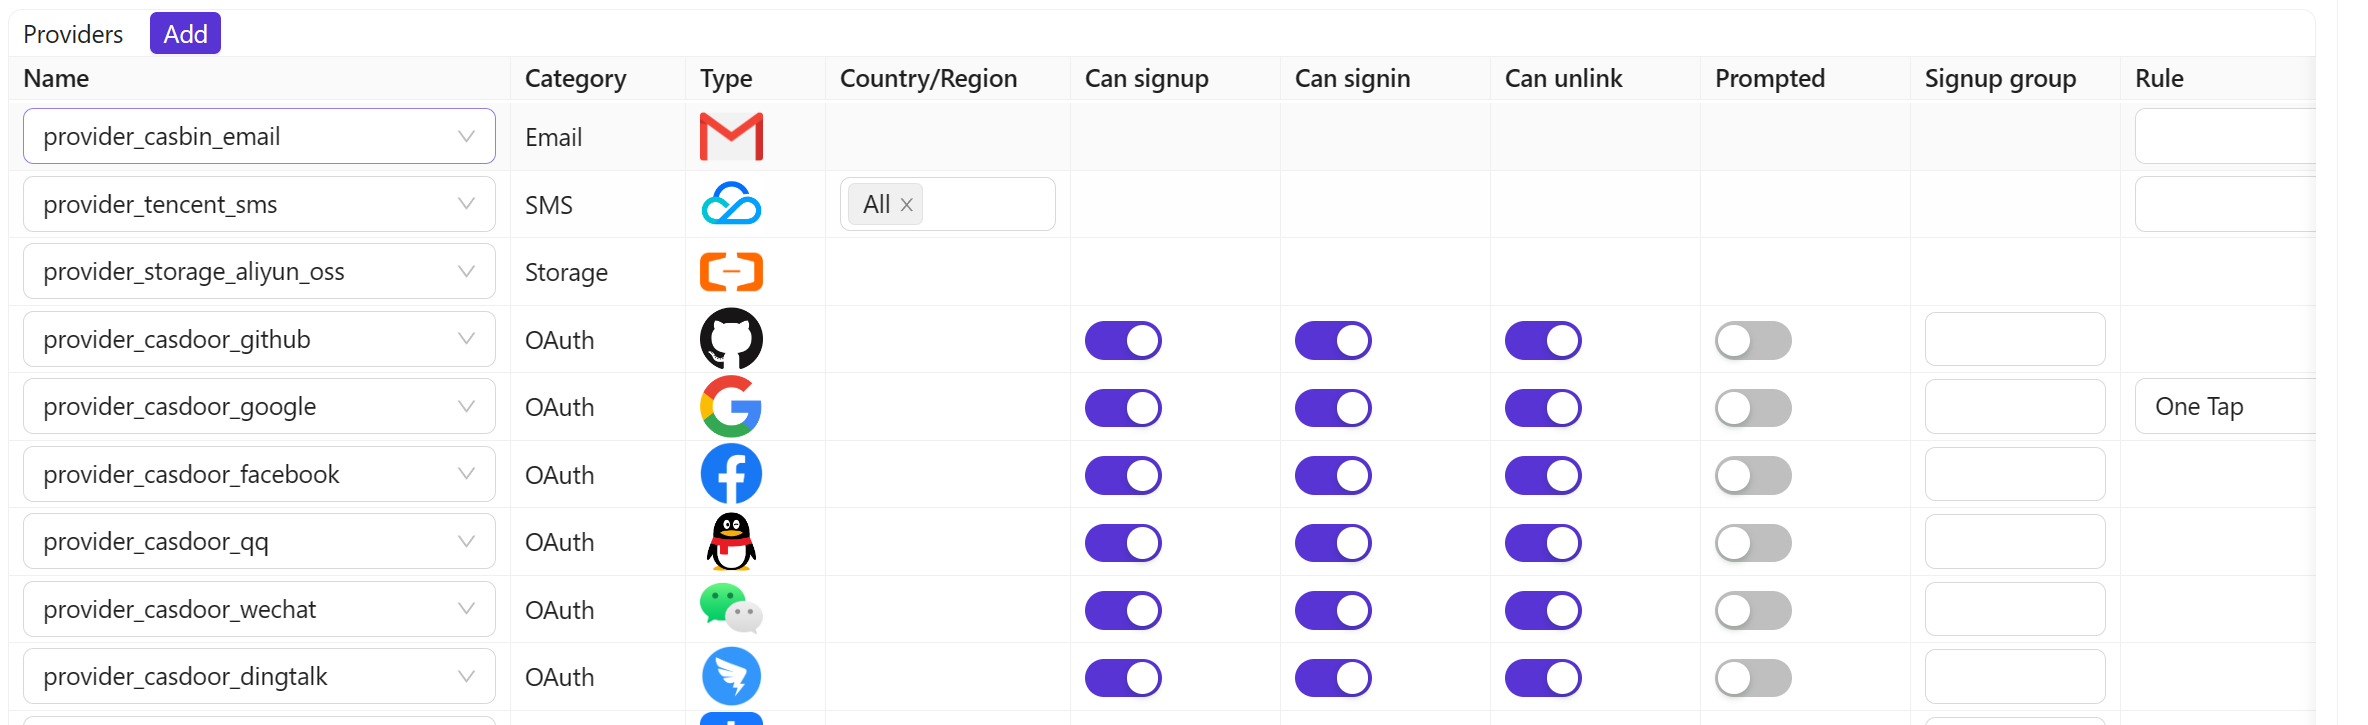 Providers Add
Name Category Type Country/Region Can signup Can signin Can unlink Prompted Signup group Rule
provider_casbin_email Email
provider_tencent_sms SMS All
provider_storage_aliyun_oss Storage
provider_casdoor_github OAuth
provider_casdoor_google OAuth One Tap
provider_casdoor_facebook OAuth
provider_casdoor_qq OAuth
provider_casdoor_wechat OAuth
provider_casdoor_dingtalk OAuth